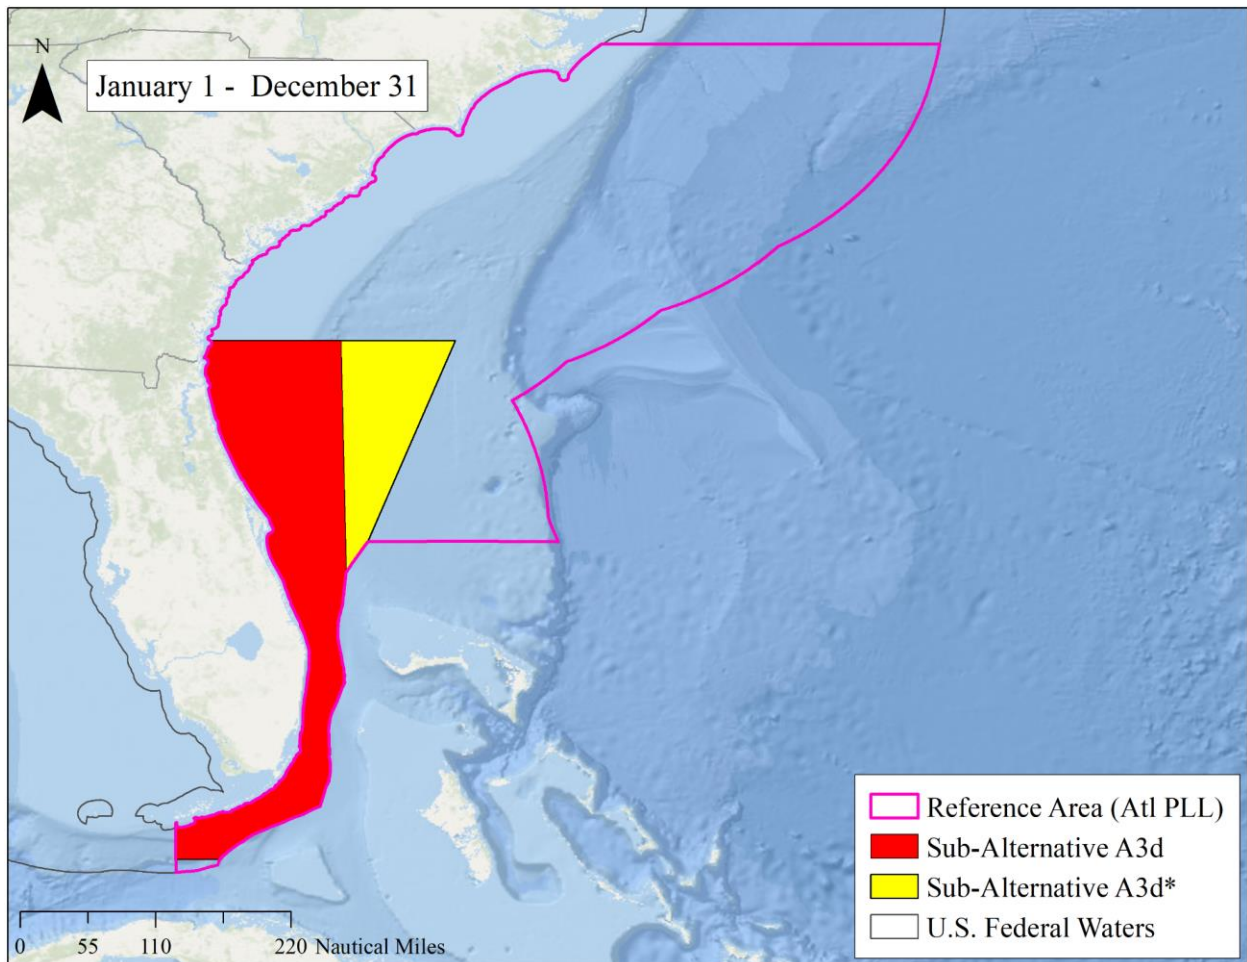 N
January 1 - December 31
Reference Area (Atl PLL)
Sub-Alternative A3d
Sub-Alternative A3d*
U.S. Federal Waters
0 55 110 220 Nautical Miles